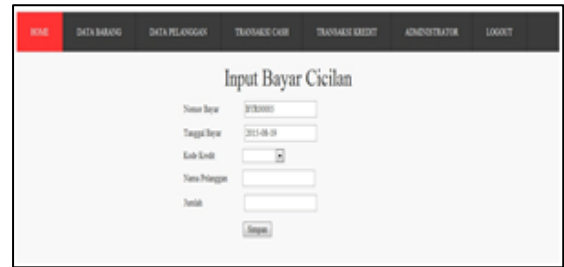 HOME DATA BARANG DATA PELANGGAN TRANSAKSI CASH TRANSAKSI KREDIT ADMINISTRATOR LOGOUT
Input Bayar Cicilan
Nomor Bayar BYR00005
Tanggal Bayar 2015-08-19
Kode Kredit
Nama Pelanggan
Jumlah
Simpan